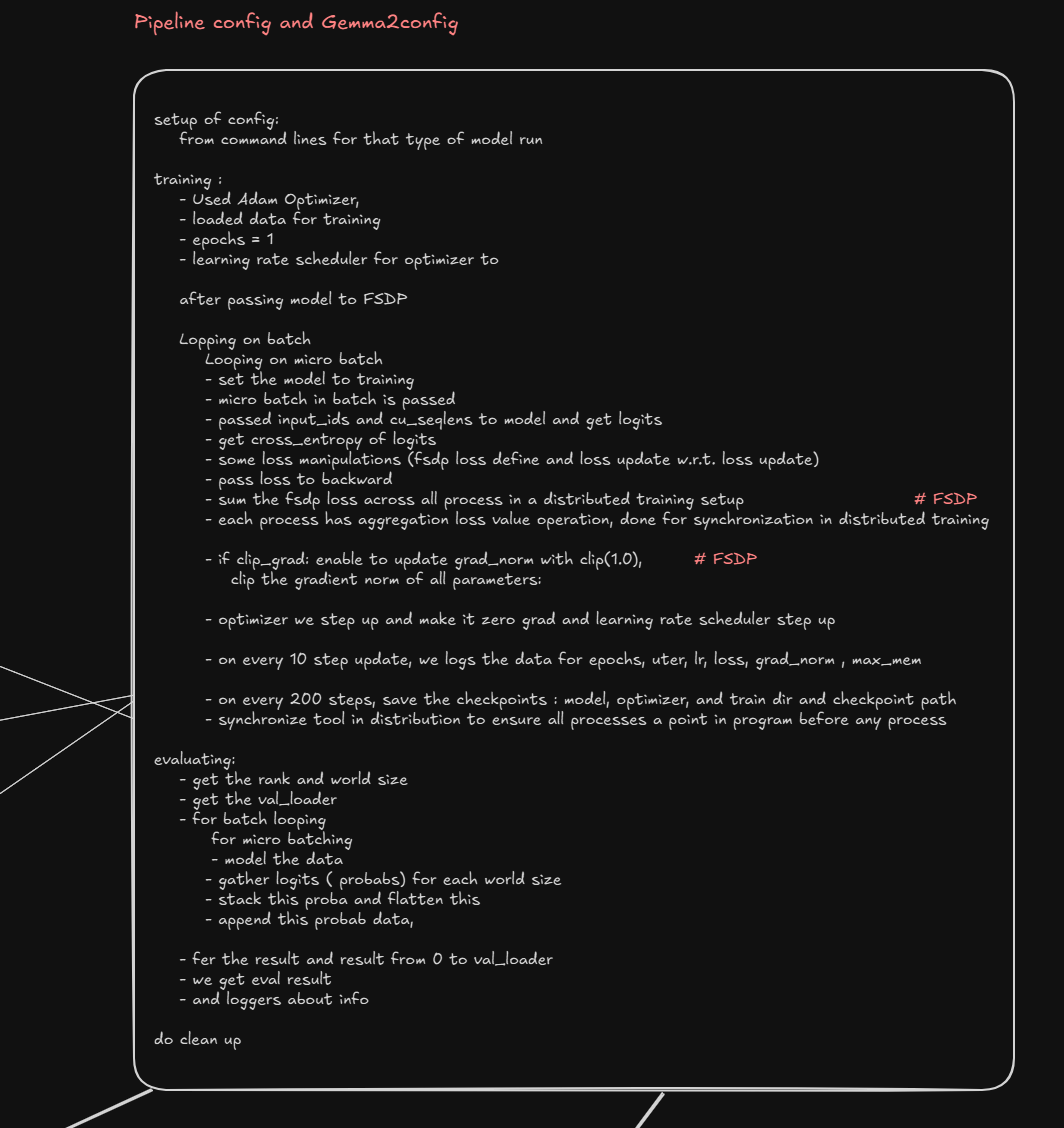 Pipeline config and Gemma2config
setup of config:
from command lines for that type of model run
training :
- Used Adam Optimizer,
- loaded data for training
- epochs = 1
- learning rate scheduler for optimizer to
after passing model to FSDP
Lopping on batch
Looping on micro batch
- set the model to training
- micro batch in batch is passed
- passed input_ids and cu_seqlens to model and get logits
- get cross_entropy of logits
- some loss manipulations (fsdp loss define and loss update w.r.t. loss update)
- pass loss to backward
- sum the fsdp loss across all process in a distributed training setup # FSDP
- each process has aggregation loss value operation, done for synchronization in distributed training
- if clip_grad: enable to update grad_norm with clip(1.0), # FSDP
clip the gradient norm of all parameters:
- optimizer we step up and make it zero grad and learning rate scheduler step up
- on every 10 step update, we logs the data for epochs, uter, lr, loss, grad_norm , max_mem
- on every 200 steps, save the checkpoints : model, optimizer, and train dir and checkpoint path
- synchronize tool in distribution to ensure all processes a point in program before any process
evaluating:
- get the rank and world size
- get the val_loader
- for batch looping
for micro batching
- model the data
- gather logits ( probabs) for each world size
- stack this proba and flatten this
- append this probab data,
- fer the result and result from 0 to val_loader
- we get eval result
- and loggers about info
do clean up